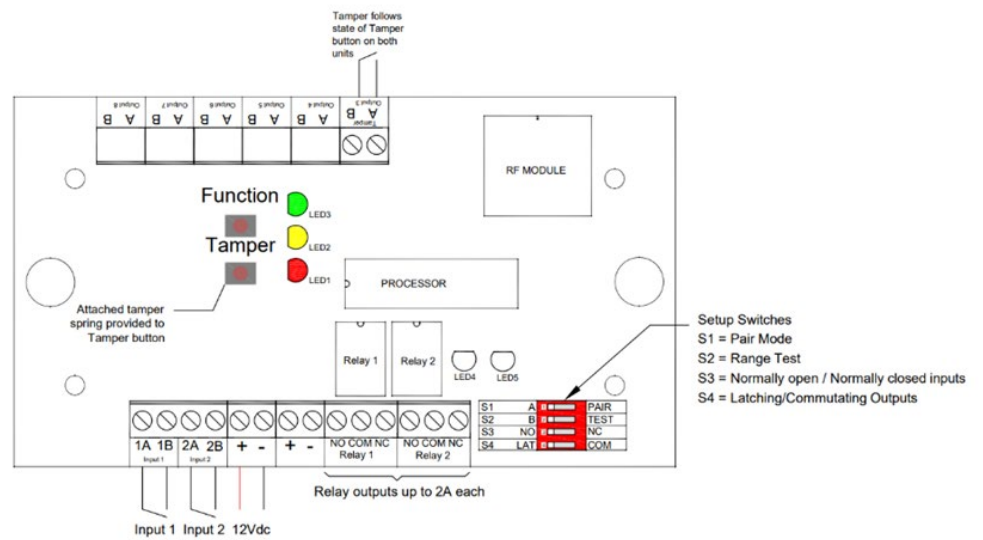 Tamper follows
state of Tamper
button on both
units
Output 8
Output 7
Output 6
Output 5
Output 4
Output 3
Tamper
B A B A B A B A B A B A
RF MODULE
Function
LED3
Tamper
LED2
LED1
PROCESSOR
Attached tamper
spring provided to
Tamper button
Setup Switches
S1 = Pair Mode
S2 = Range Test
S3 = Normally open / Normally closed inputs
S4 = Latching/Commutating Outputs
Relay 1
Relay 2
LED4
LED5
S1 A PAIR
S2 B TEST
S3 NO NC
S4 LAT COM
1A 1B 2A 2B + - + - NO COM NC NO COM NC
Input 1 Input 2 Relay 1 Relay 2
Relay outputs up to 2A each
Input 1 Input 2 12Vdc